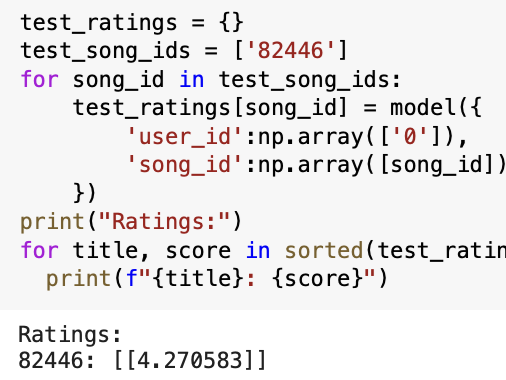 test_ratings = {}
test_song_ids = ['82446']
for song_id in test_song_ids:
    test_ratings[song_id] = model({
        'user_id':np.array(['0']),
        'song_id':np.array([song_id])
    })
print("Ratings:")
for title, score in sorted(test_ratin
  print(f"{title}: {score}")
Ratings:
82446: [[4.270583]]